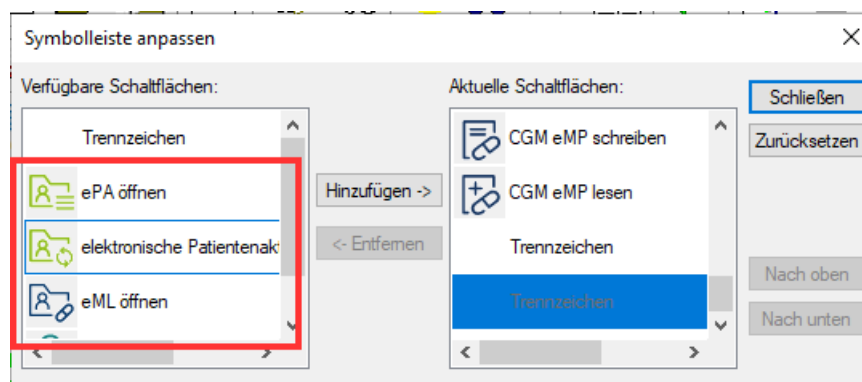 Symbolleiste anpassen
Verfügbare Schaltflächen:
Trennzeichen
ePA öffnen
elektronische Patientenak
eML öffnen
Hinzufügen ->
<- Entfernen
Aktuelle Schaltflächen:
CGM eMP schreiben
CGM eMP lesen
Trennzeichen
Trennzeichen
Schließen
Zurücksetzen
Nach oben
Nach unten